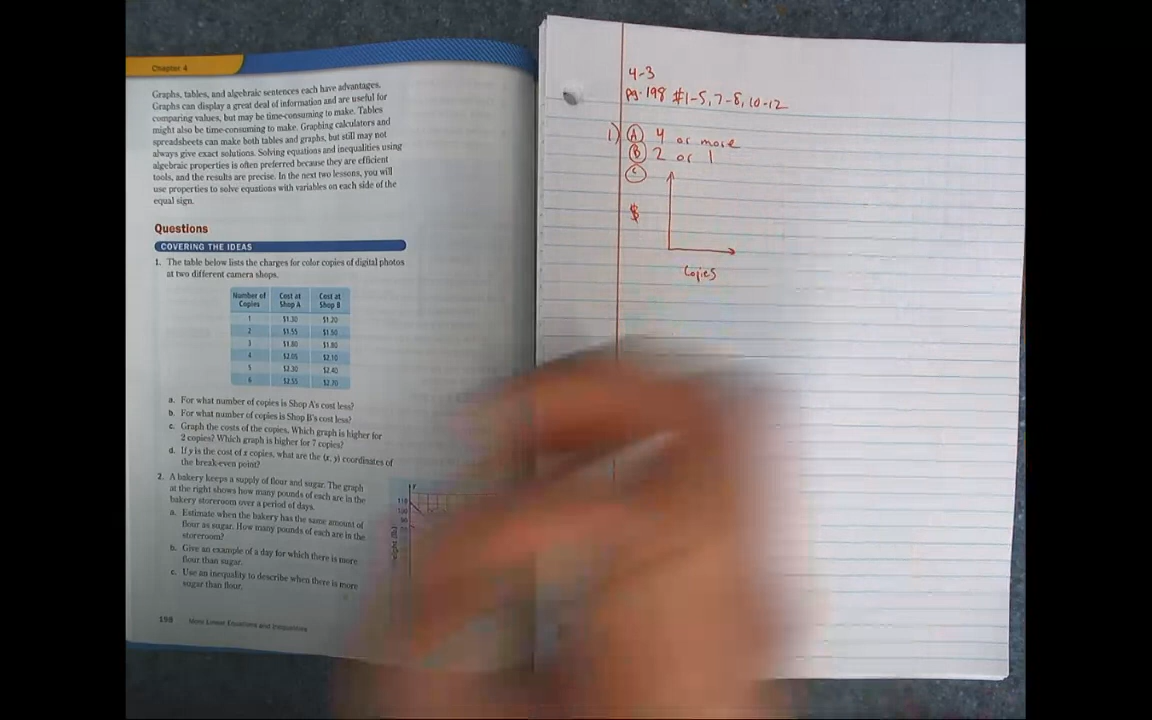 Chapter 4
Graphs, tables, and algebraic sentences each have advantages.
Graphs can display a great deal of information and are useful for
comparing values, but may be time-consuming to make. Tables
might also be time-consuming to make. Graphing calculators and
spreadsheets can make both tables and graphs, but still may not
always give exact solutions. Solving equations and inequalities using
algebraic properties is often preferred because they are efficient
tools, and the results are precise. In the next two lessons, you will
use properties to solve equations with variables on each side of the
equal sign.
Questions
COVERING THE IDEAS
1. The table below lists the charges for color copies of digital photos
at two different camera shops.
Number of Copies Cost at Shop A Cost at Shop B
1 $1.30 $1.20
2 $1.55 $1.50
3 $1.80 $1.80
4 $2.05 $2.10
5 $2.30 $2.40
6 $2.55 $2.70
a. For what number of copies is Shop A's cost less?
b. For what number of copies is Shop B's cost less?
c. Graph the costs of the copies. Which graph is higher for
2 copies? Which graph is higher for 7 copies?
d. If y is the cost of x copies, what are the (x, y) coordinates of
the break-even point?
2. A bakery keeps a supply of flour and sugar. The graph
at the right shows how many pounds of each are in the
bakery storeroom over a period of days.
a. Estimate when the bakery has the same amount of
flour as sugar. How many pounds of each are in the
storeroom?
b. Give an example of a day for which there is more
flour than sugar.
c. Use an inequality to describe when there is more
sugar than flour.
198 More Linear Equations and Inequalities
4-3
pg. 198 #1-5, 7-8, 10-12
1) A 4 or more
B 2 or 1
C
$
Copies